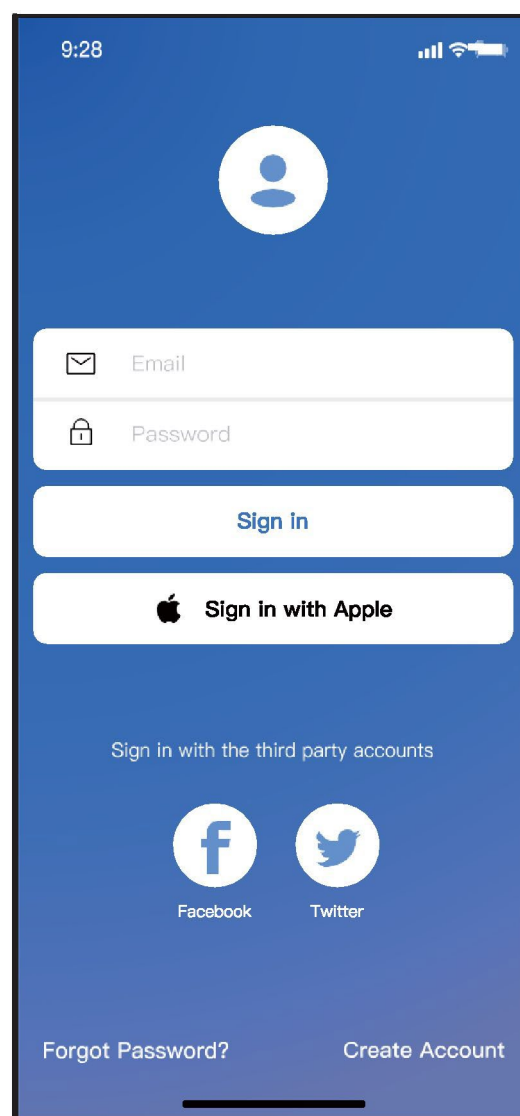 9:28
Email
Password
Sign in
Sign in with Apple
Sign in with the third party accounts
Facebook
Twitter
Forgot Password?
Create Account